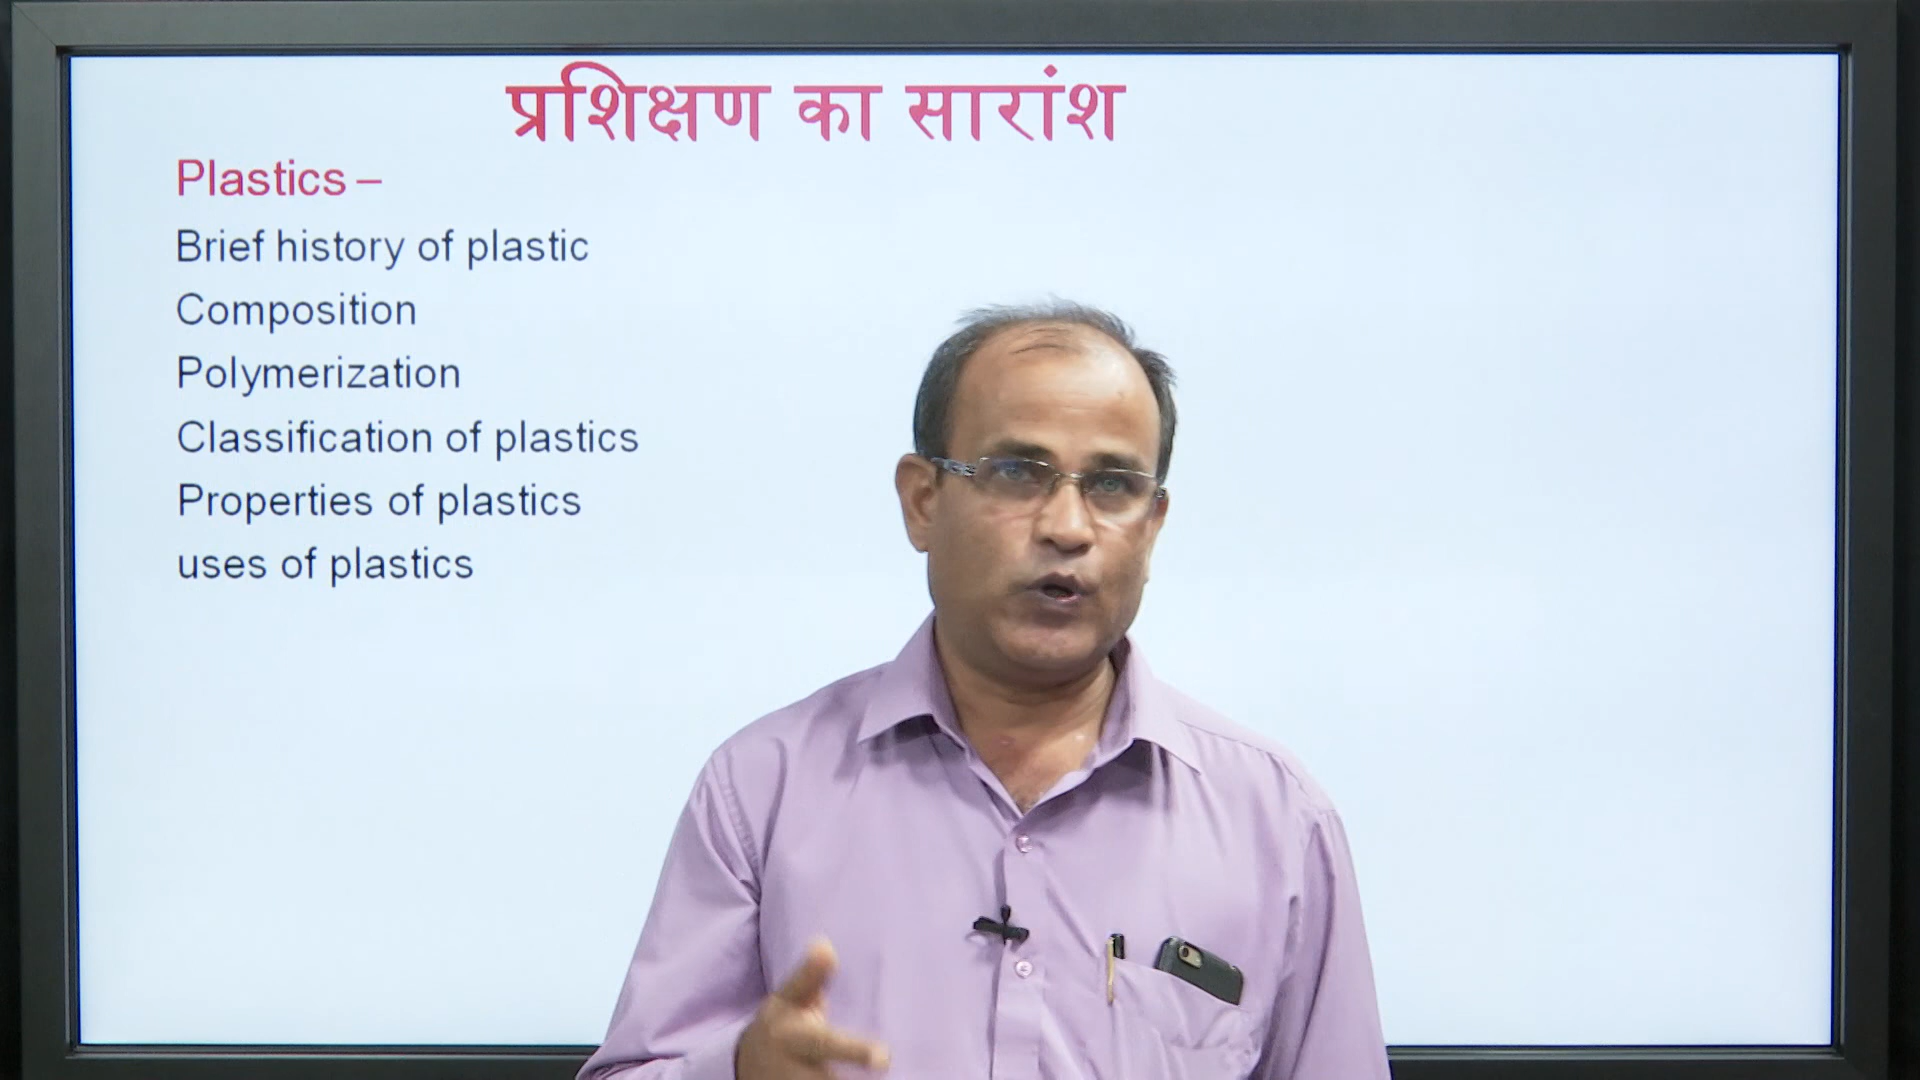 प्रशिक्षण का सारांश
Plastics –
Brief history of plastic
Composition
Polymerization
Classification of plastics
Properties of plastics
uses of plastics